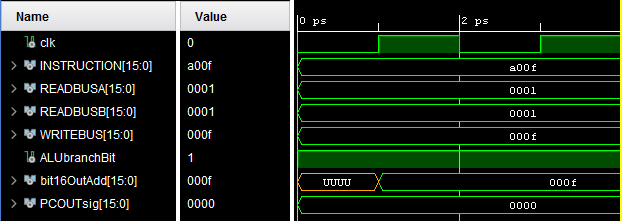 Name Value 0 ps 2 ps
clk 0
INSTRUCTION[15:0] a00f a00f
READBUSA[15:0] 0001 0001
READBUSB[15:0] 0001 0001
WRITEBUS[15:0] 000f 000f
ALUbranchBit 1
bit16OutAdd[15:0] 000f UUUU 000f
PCOUTsig[15:0] 0000 0000